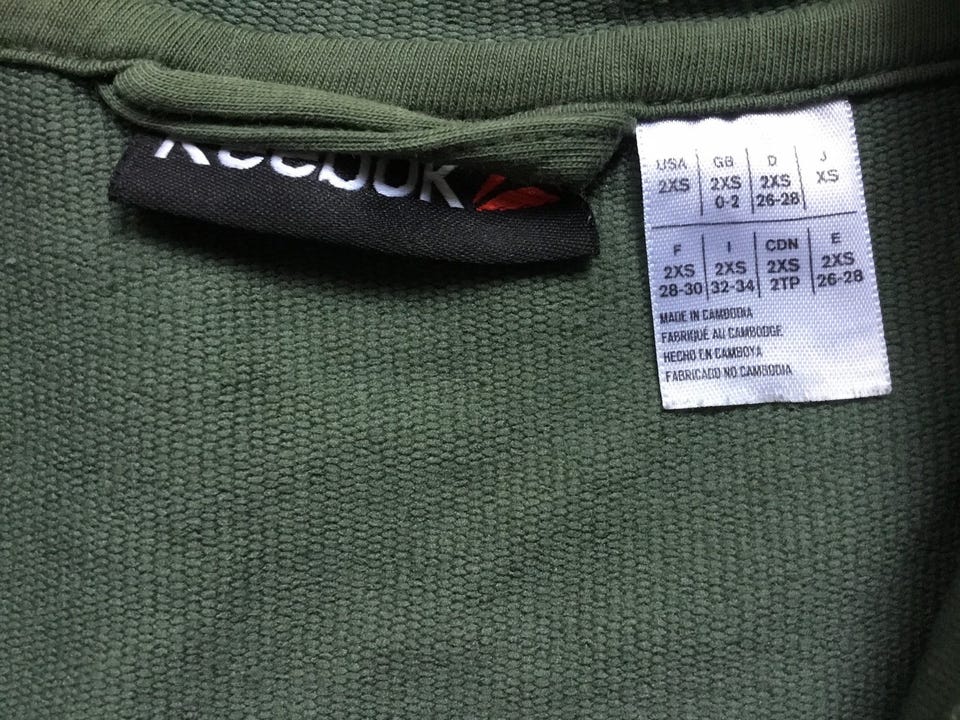 Reebok
USA GB D J
2XS 2XS 2XS XS
0-2 26-28
F I CDN E
2XS 2XS 2XS 2XS
28-30 32-34 2TP 26-28
MADE IN CAMBODIA
FABRIQUÉ AU CAMBODGE
HECHO EN CAMBOYA
FABRICADO NO CAMBODIA